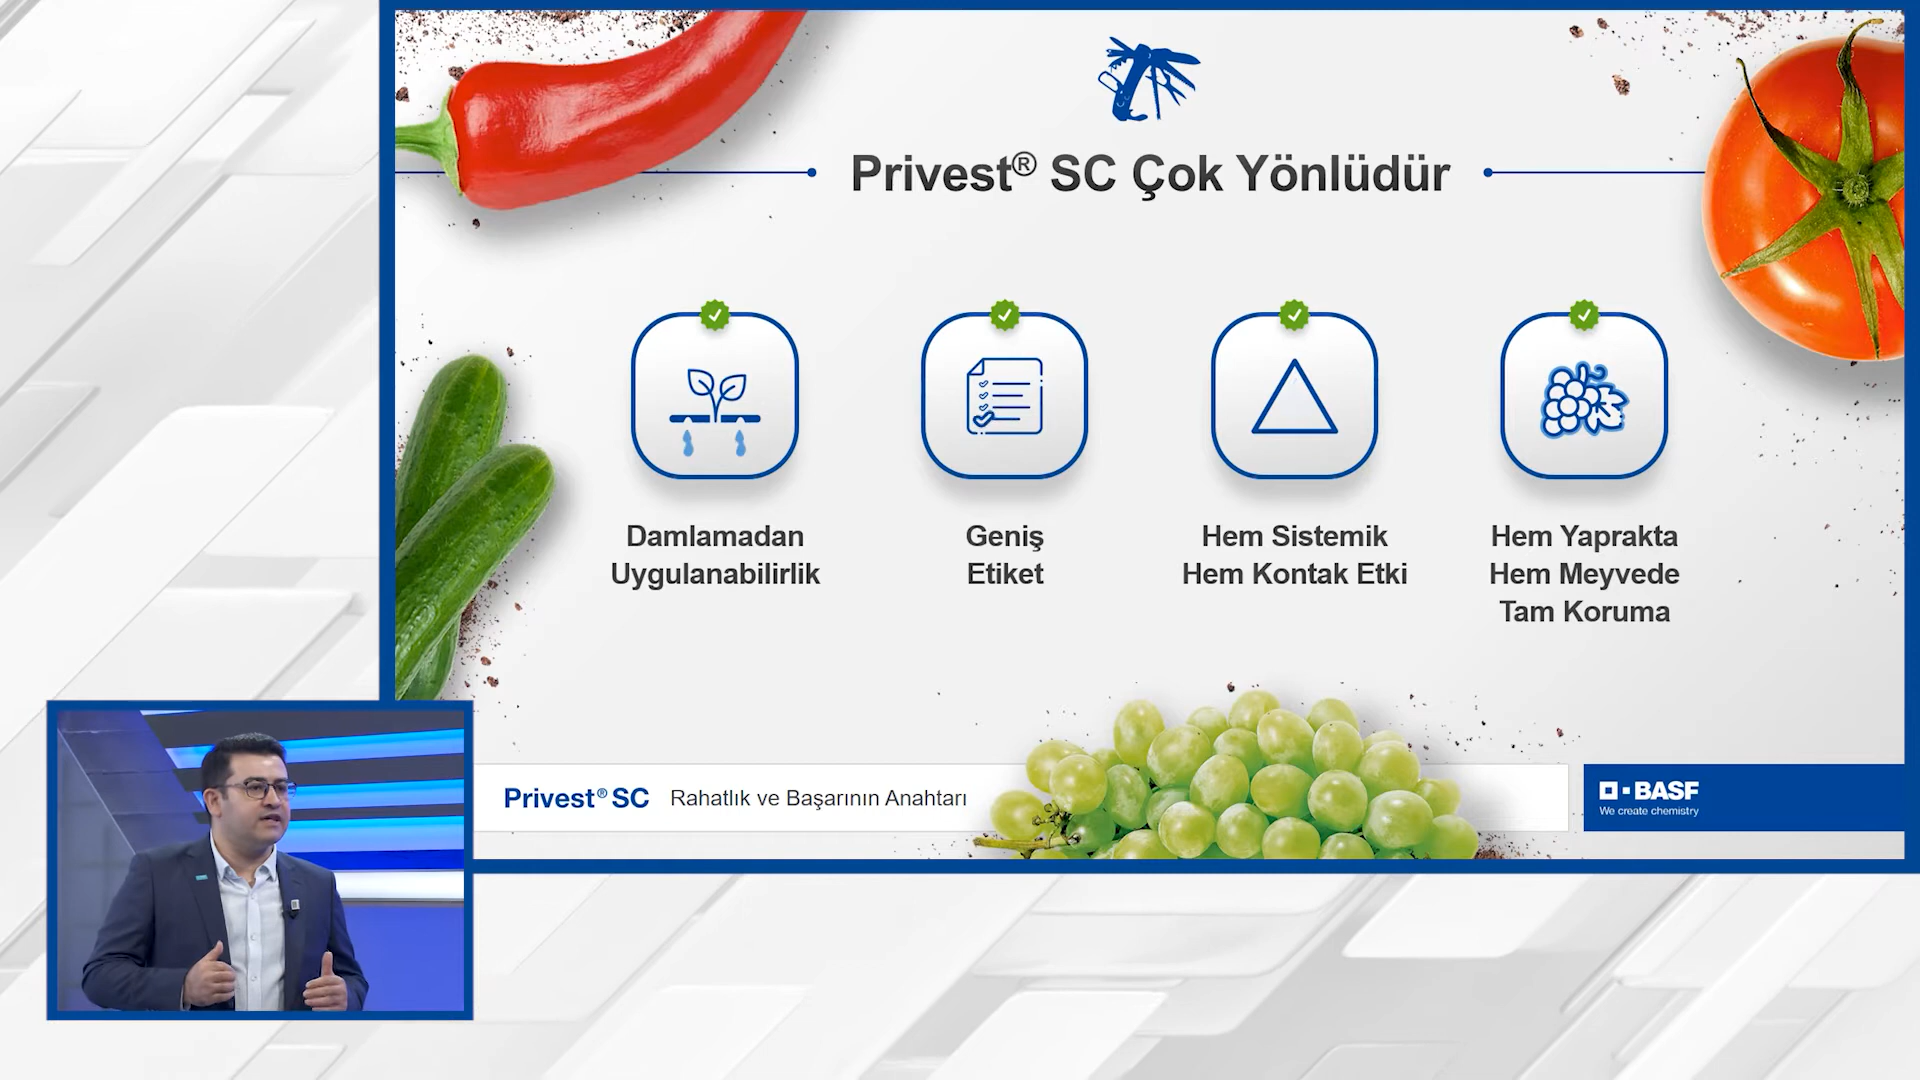 Privest® SC Çok Yönlüdür
Damlamadan
Uygulanabilirlik
Geniş
Etiket
Hem Sistemik
Hem Kontak Etki
Hem Yaprakta
Hem Meyvede
Tam Koruma
Privest® SC Rahatlık ve Başarının Anahtarı
BASF
We create chemistry